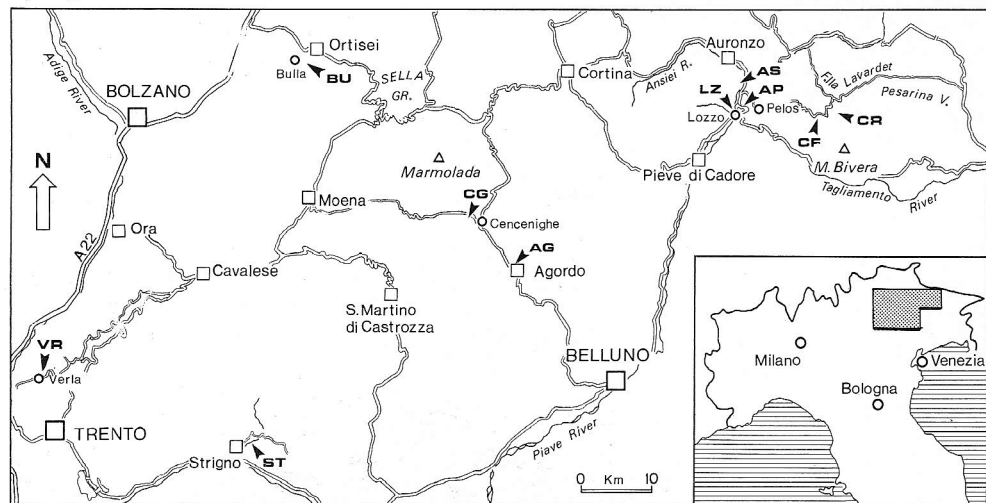 Adige River
Ortisei
Bulla
BU
SELLA
GR.
BOLZANO
Cortina
Auronzo
Ansiei R.
AS
LZ
AP
Lozzo
Pelos
F.lla Lavardet
Pesarina V.
CR
CF
M. Bivera
Pieve di Cadore
Tagliamento
River
N
Marmolada
Moena
CG
Cencenighe
AG
Agordo
A22
Ora
Cavalese
S. Martino
di Castrozza
VR
Verla
BELLUNO
Piave River
TRENTO
Strigno
ST
0 Km 10
Milano
Venezia
Bologna